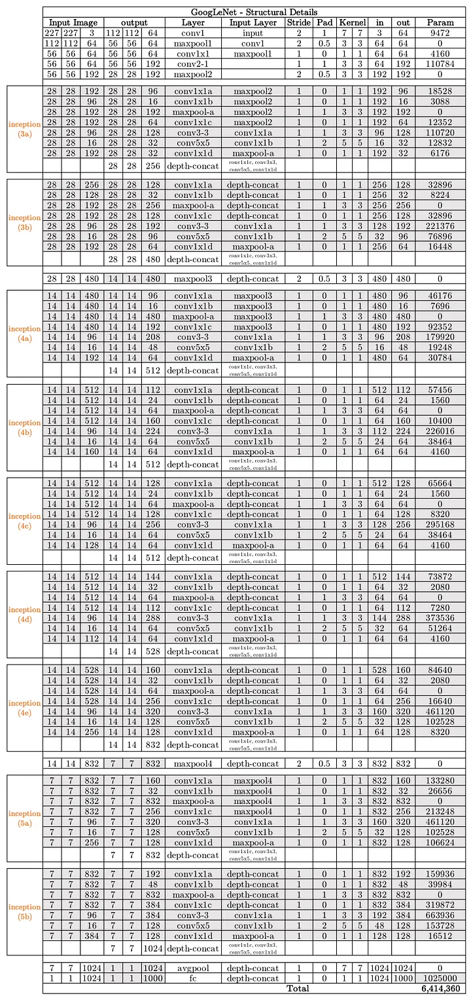 GoogLeNet - Structural Details
Input Image output Layer Input Layer Stride Pad Kernel in out Param
227 227 3 112 112 64 conv1 input 2 1 7 7 3 64 9472
112 112 64 56 56 64 maxpool1 conv1 2 0.5 3 3 64 64 0
56 56 64 56 56 64 conv1x1 maxpool1 1 0 1 1 64 64 4160
56 56 64 56 56 192 conv2-1 1 1 3 3 64 192 110784
56 56 192 28 28 192 maxpool2 2 0.5 3 3 192 192 0
inception (3a)
28 28 192 28 28 96 conv1x1a maxpool2 1 0 1 1 192 96 18528
28 28 96 28 28 16 conv1x1b maxpool2 1 0 1 1 192 16 3088
28 28 192 28 28 192 maxpool-a maxpool2 1 1 3 3 192 192 0
28 28 192 28 28 64 conv1x1c maxpool2 1 0 1 1 192 64 12352
28 28 96 28 28 128 conv3-3 conv1x1a 1 1 3 3 96 128 110720
28 28 16 28 28 32 conv5x5 conv1x1b 1 2 5 5 16 32 12832
28 28 192 28 28 32 conv1x1d maxpool-a 1 0 1 1 192 32 6176
28 28 256 depth-concat conv1x1c, conv3x3, conv5x5, conv1x1d
inception (3b)
28 28 256 28 28 128 conv1x1a depth-concat 1 0 1 1 256 128 32896
28 28 128 28 28 32 conv1x1b depth-concat 1 0 1 1 256 32 8224
28 28 192 28 28 256 maxpool-a depth-concat 1 1 3 3 256 256 0
28 28 192 28 28 128 conv1x1c depth-concat 1 0 1 1 256 128 32896
28 28 96 28 28 192 conv3-3 conv1x1a 1 1 3 3 128 192 221376
28 28 16 28 28 96 conv5x5 conv1x1b 1 2 5 5 32 96 76896
28 28 192 28 28 64 conv1x1d maxpool-a 1 0 1 1 256 64 16448
28 28 480 depth-concat conv1x1c, conv3x3, conv5x5, conv1x1d
28 28 480 14 14 480 maxpool3 depth-concat 2 0.5 3 3 480 480 0
inception (4a)
14 14 480 14 14 96 conv1x1a maxpool3 1 0 1 1 480 96 46176
14 14 480 14 14 16 conv1x1b maxpool3 1 0 1 1 480 16 7696
14 14 480 14 14 480 maxpool-a maxpool3 1 1 3 3 480 480 0
14 14 480 14 14 192 conv1x1c maxpool3 1 0 1 1 480 192 92352
14 14 96 14 14 208 conv3-3 conv1x1a 1 1 3 3 96 208 179920
14 14 16 14 14 48 conv5x5 conv1x1b 1 2 5 5 16 48 19248
14 14 192 14 14 64 conv1x1d maxpool-a 1 0 1 1 480 64 30784
14 14 512 depth-concat conv1x1c, conv3x3, conv5x5, conv1x1d
inception (4b)
14 14 512 14 14 112 conv1x1a depth-concat 1 0 1 1 512 112 57456
14 14 512 14 14 24 conv1x1b depth-concat 1 0 1 1 64 24 1560
14 14 512 14 14 64 maxpool-a depth-concat 1 1 3 3 64 64 0
14 14 512 14 14 160 conv1x1c depth-concat 1 0 1 1 64 160 10400
14 14 96 14 14 224 conv3-3 conv1x1a 1 1 3 3 112 224 226016
14 14 16 14 14 64 conv5x5 conv1x1b 1 2 5 5 24 64 38464
14 14 160 14 14 64 conv1x1d maxpool-a 1 0 1 1 64 64 4160
14 14 512 depth-concat conv1x1c, conv3x3, conv5x5, conv1x1d
inception (4c)
14 14 512 14 14 128 conv1x1a depth-concat 1 0 1 1 512 128 65664
14 14 512 14 14 24 conv1x1b depth-concat 1 0 1 1 64 24 1560
14 14 512 14 14 64 maxpool-a depth-concat 1 1 3 3 64 64 0
14 14 512 14 14 128 conv1x1c depth-concat 1 0 1 1 64 128 8320
14 14 96 14 14 256 conv3-3 conv1x1a 1 1 3 3 128 256 295168
14 14 16 14 14 64 conv5x5 conv1x1b 1 2 5 5 24 64 38464
14 14 128 14 14 64 conv1x1d maxpool-a 1 0 1 1 64 64 4160
14 14 512 depth-concat conv1x1c, conv3x3, conv5x5, conv1x1d
inception (4d)
14 14 512 14 14 144 conv1x1a depth-concat 1 0 1 1 512 144 73872
14 14 512 14 14 32 conv1x1b depth-concat 1 0 1 1 64 32 2080
14 14 512 14 14 64 maxpool-a depth-concat 1 1 3 3 64 64 0
14 14 512 14 14 112 conv1x1c depth-concat 1 0 1 1 64 112 7280
14 14 96 14 14 288 conv3-3 conv1x1a 1 1 3 3 144 288 373536
14 14 16 14 14 64 conv5x5 conv1x1b 1 2 5 5 32 64 51264
14 14 112 14 14 64 conv1x1d maxpool-a 1 0 1 1 64 64 4160
14 14 528 depth-concat conv1x1c, conv3x3, conv5x5, conv1x1d
inception (4e)
14 14 528 14 14 160 conv1x1a depth-concat 1 0 1 1 528 160 84640
14 14 528 14 14 32 conv1x1b depth-concat 1 0 1 1 64 32 2080
14 14 528 14 14 64 maxpool-a depth-concat 1 1 3 3 64 64 0
14 14 528 14 14 256 conv1x1c depth-concat 1 0 1 1 64 256 16640
14 14 96 14 14 320 conv3-3 conv1x1a 1 1 3 3 160 320 461120
14 14 16 14 14 128 conv5x5 conv1x1b 1 2 5 5 32 128 102528
14 14 256 14 14 128 conv1x1d maxpool-a 1 0 1 1 64 128 8320
14 14 832 depth-concat conv1x1c, conv3x3, conv5x5, conv1x1d
14 14 832 7 7 832 maxpool4 depth-concat 2 0.5 3 3 832 832 0
inception (5a)
7 7 832 7 7 160 conv1x1a maxpool4 1 0 1 1 832 160 133280
7 7 832 7 7 32 conv1x1b maxpool4 1 0 1 1 832 32 26656
7 7 832 7 7 832 maxpool-a maxpool4 1 1 3 3 832 832 0
7 7 832 7 7 256 conv1x1c maxpool4 1 0 1 1 832 256 213248
7 7 96 7 7 320 conv3-3 conv1x1a 1 1 3 3 160 320 461120
7 7 16 7 7 128 conv5x5 conv1x1b 1 2 5 5 32 128 102528
7 7 256 7 7 128 conv1x1d maxpool-a 1 0 1 1 832 128 106624
7 7 832 depth-concat conv1x1c, conv3x3, conv5x5, conv1x1d
inception (5b)
7 7 832 7 7 192 conv1x1a depth-concat 1 0 1 1 832 192 159936
7 7 832 7 7 48 conv1x1b depth-concat 1 0 1 1 832 48 39984
7 7 832 7 7 832 maxpool-a depth-concat 1 1 3 3 832 832 0
7 7 832 7 7 384 conv1x1c depth-concat 1 0 1 1 832 384 319872
7 7 96 7 7 384 conv3-3 conv1x1a 1 1 3 3 192 384 663936
7 7 16 7 7 128 conv5x5 conv1x1b 1 2 5 5 48 128 153728
7 7 384 7 7 128 conv1x1d maxpool-a 1 0 1 1 128 128 16512
7 7 1024 depth-concat conv1x1c, conv3x3, conv5x5, conv1x1d
7 7 1024 1 1 1024 avgpool depth-concat 1 0 7 7 1024 1024 0
1 1 1024 1 1 1000 fc depth-concat 1 0 1 1 1024 1000 1025000
Total 6,414,360